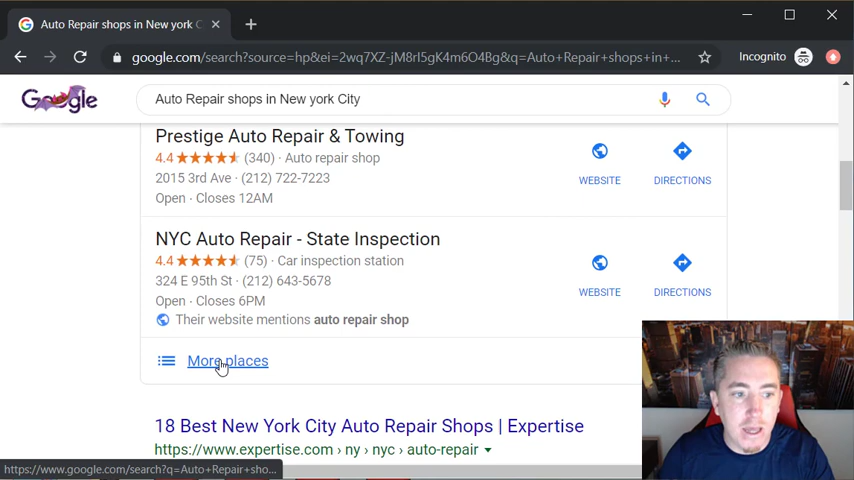 Auto Repair shops in New york C
google.com/search?source=hp&ei=2wq7XZ-jM8rI5gK4m6O4Bg&q=Auto+Repair+shops+in+...
Incognito
Google
Auto Repair shops in New york City
Prestige Auto Repair & Towing
4.4 (340) · Auto repair shop
2015 3rd Ave · (212) 722-7223
Open · Closes 12AM
WEBSITE
DIRECTIONS
NYC Auto Repair - State Inspection
4.4 (75) · Car inspection station
324 E 95th St · (212) 643-5678
Open · Closes 6PM
Their website mentions auto repair shop
WEBSITE
DIRECTIONS
More places
18 Best New York City Auto Repair Shops | Expertise
https://www.expertise.com › ny › nyc › auto-repair
https://www.google.com/search?q=Auto+Repair+sho...